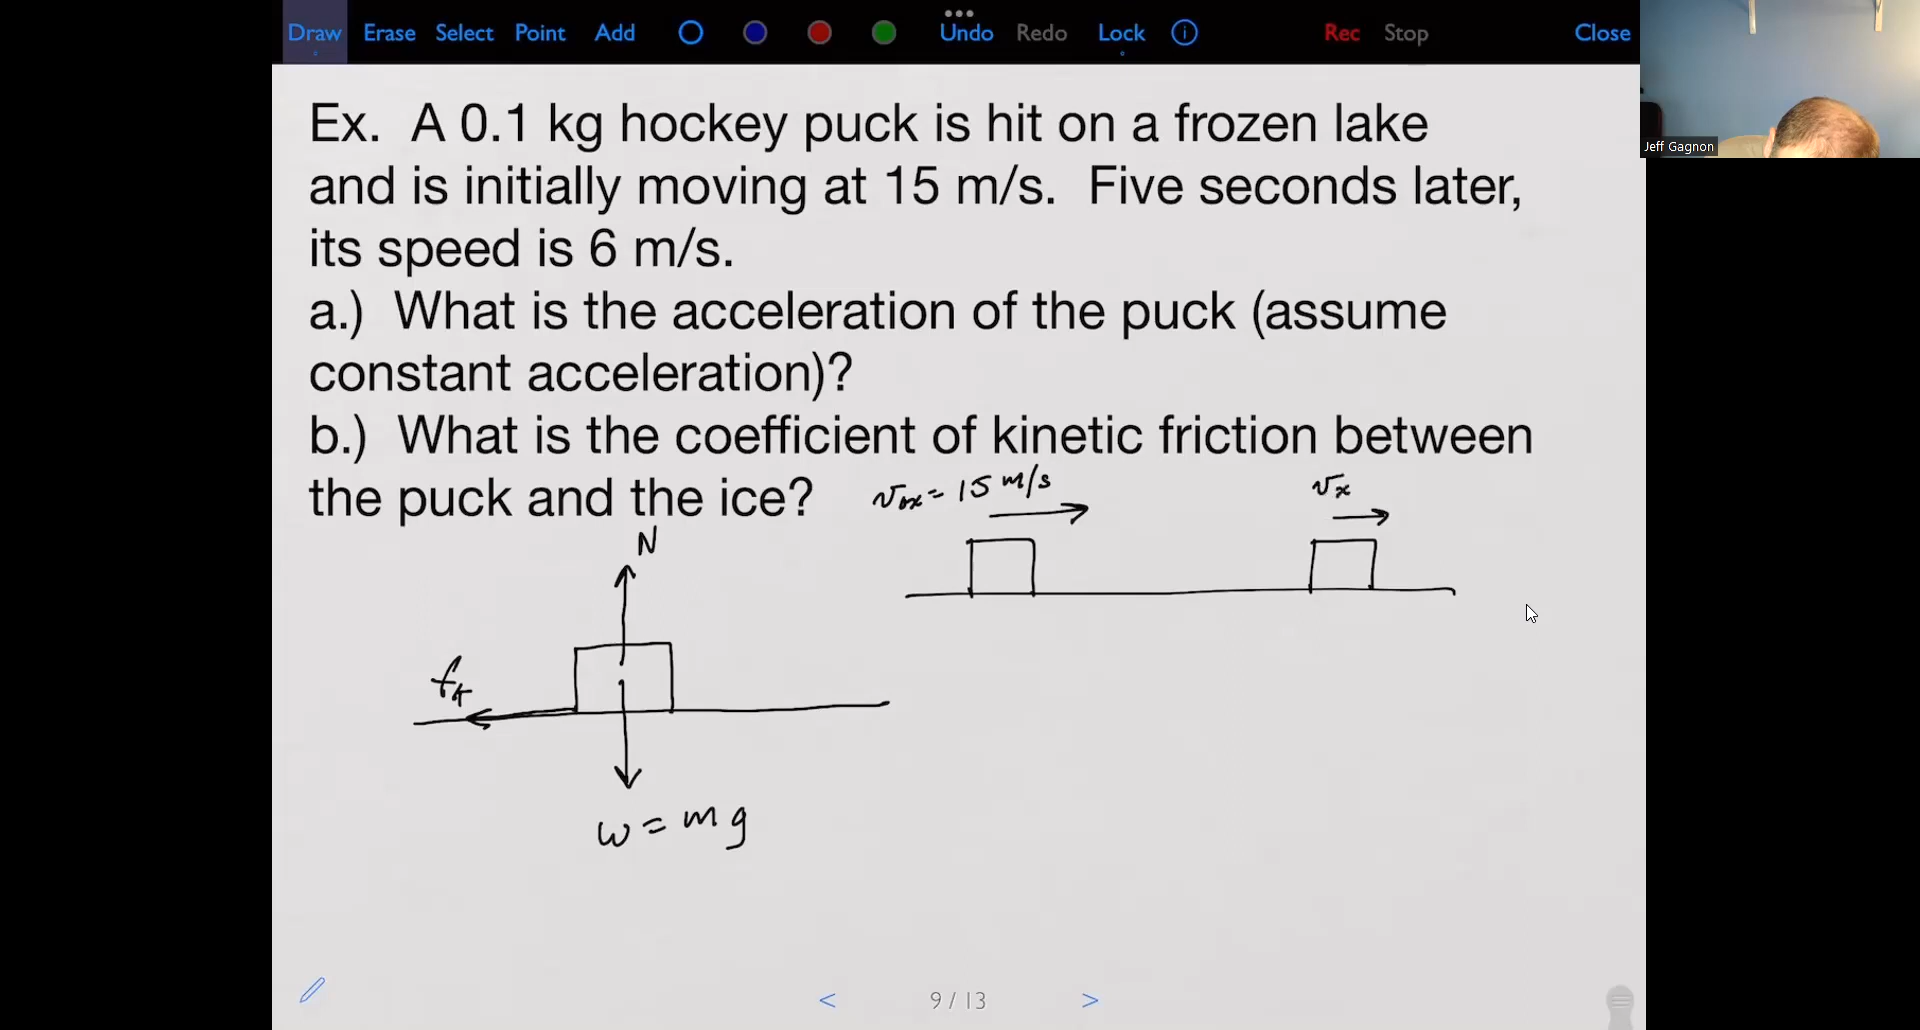 Draw Erase Select Point Add Undo Redo Lock Rec Stop Close
Jeff Gagnon
Ex. A 0.1 kg hockey puck is hit on a frozen lake
and is initially moving at 15 m/s. Five seconds later,
its speed is 6 m/s.
a.) What is the acceleration of the puck (assume
constant acceleration)?
b.) What is the coefficient of kinetic friction between
the puck and the ice?
v₀ₓ = 15 m/s
vₓ
N
fₖ
w = mg
< 9 / 13 >